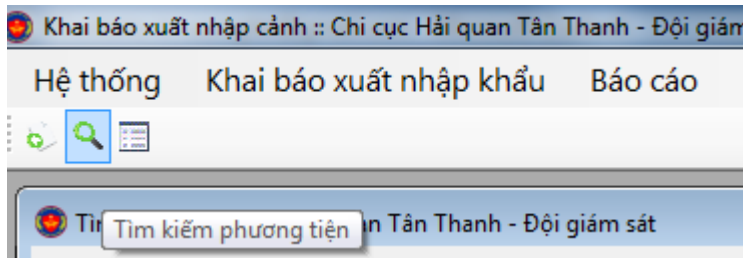 Khai báo xuất nhập cảnh :: Chi cục Hải quan Tân Thanh - Đội giám
Hệ thống Khai báo xuất nhập khẩu Báo cáo
Tìm kiếm phương tiện
Tân Thanh - Đội giám sát